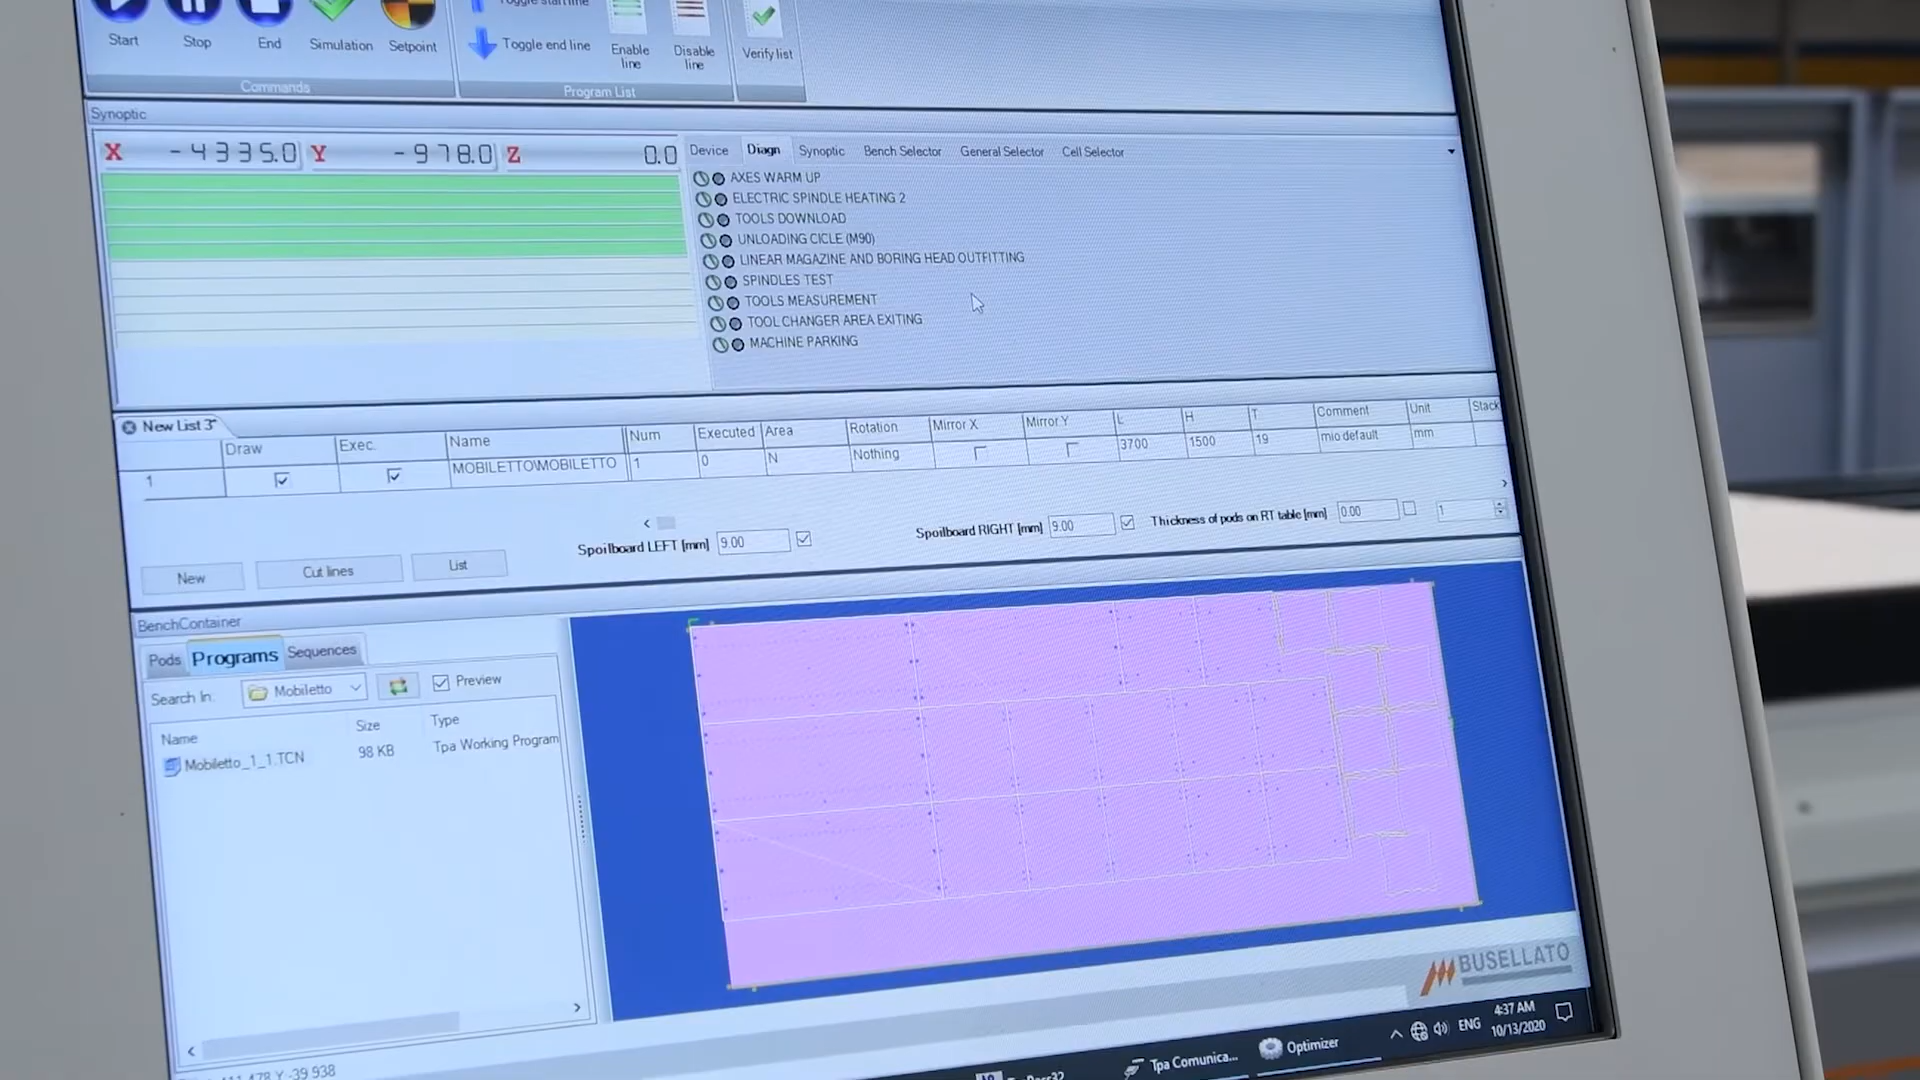 Start Stop End Simulation Setpoint
Toggle end line
Enable line
Disable line
Verify list
Commands
Program List
Synoptic
X -4335.0 Y -978.0 Z 0.0
Device Diagn Synoptic Bench Selector General Selector Cell Selector
AXES WARM UP
ELECTRIC SPINDLE HEATING 2
TOOLS DOWNLOAD
UNLOADING CICLE (M90)
LINEAR MAGAZINE AND BORING HEAD OUTFITTING
SPINDLES TEST
TOOLS MEASUREMENT
TOOL CHANGER AREA EXITING
MACHINE PARKING
New List 3*
Draw Exec. Name Num Executed Area Rotation Mirror X Mirror Y L H T Comment Unit Stack
1 MOBILETTO\MOBILETTO 1 0 N Nothing 3700 1500 19 mio default mm
Spoilboard LEFT [mm] 9.00 Spoilboard RIGHT [mm] 9.00 Thickness of pods on RT table [mm] 0.00 1
New Cut lines List
BenchContainer
Pods Programs Sequences
Search In: Mobiletto Preview
Name Size Type
Mobiletto_1_1.TCN 98 KB Tpa Working Program
BUSELLATO
Y -39 938
Tpa Comunica... Optimizer ENG 4:37 AM
10/13/2020